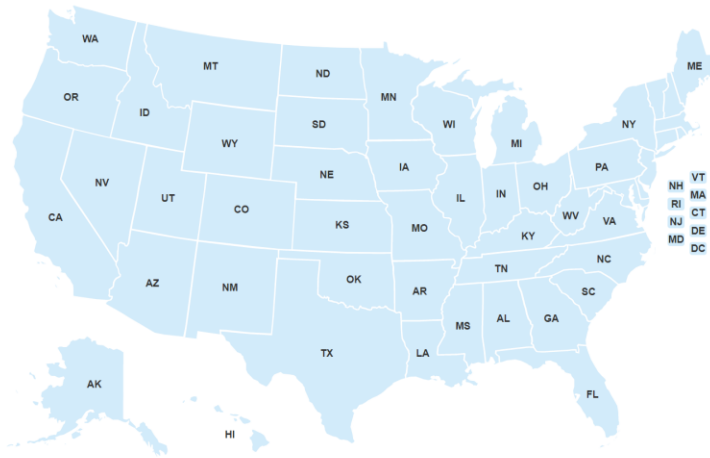 WA
MT
ND
MN
ME
OR
ID
SD
WI
NY
WY
MI
NV
UT
NE
IA
PA
CA
CO
IL
IN
OH
KS
MO
WV
VA
KY
NH
VT
MA
RI
CT
NJ
DE
MD
DC
AZ
NM
OK
AR
TN
NC
SC
TX
LA
MS
AL
GA
AK
FL
HI